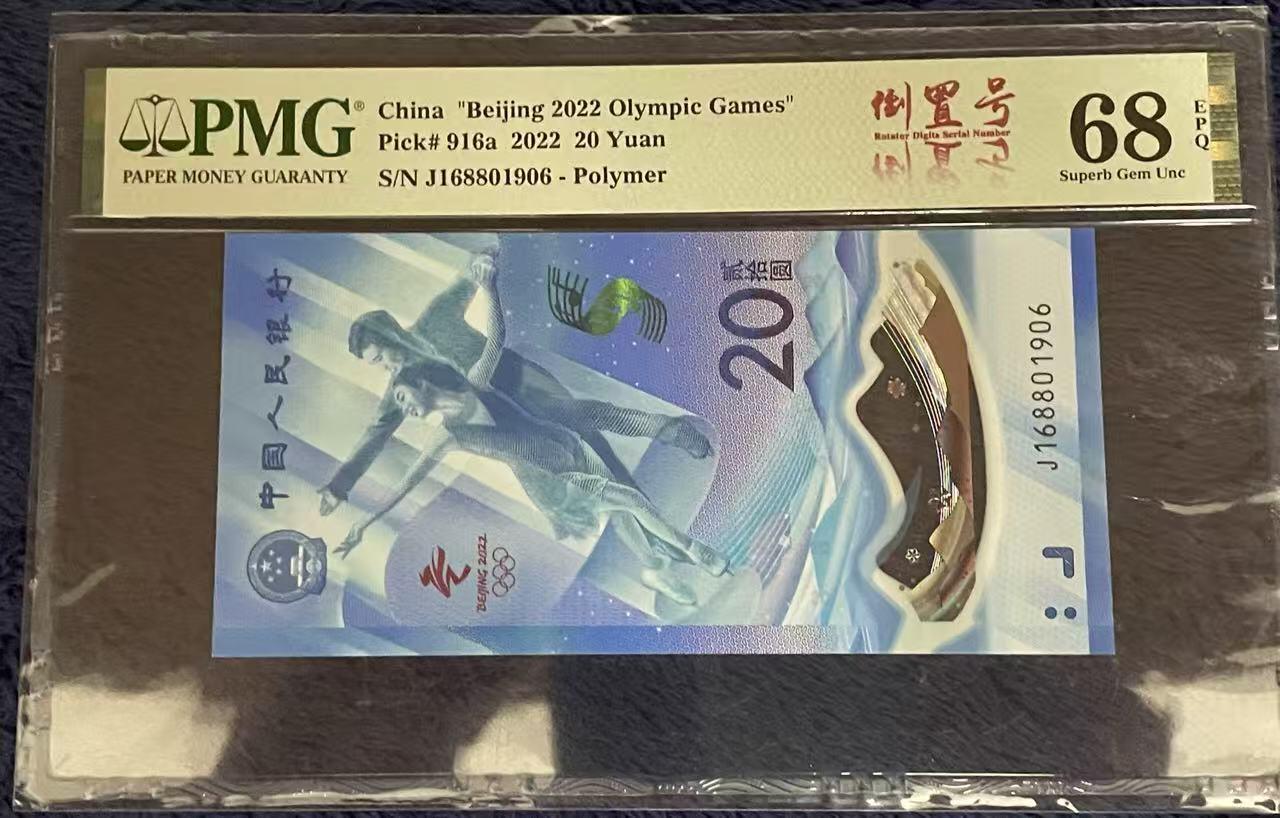 PMG®
PAPER MONEY GUARANTY
China "Beijing 2022 Olympic Games"
Pick# 916a 2022 20 Yuan
S/N J168801906 - Polymer
倒置号
Rotator Digits Serial Number
68
EPQ
Superb Gem Unc
中国人民银行
贰拾圆
20
J168801906
BEIJING 2022